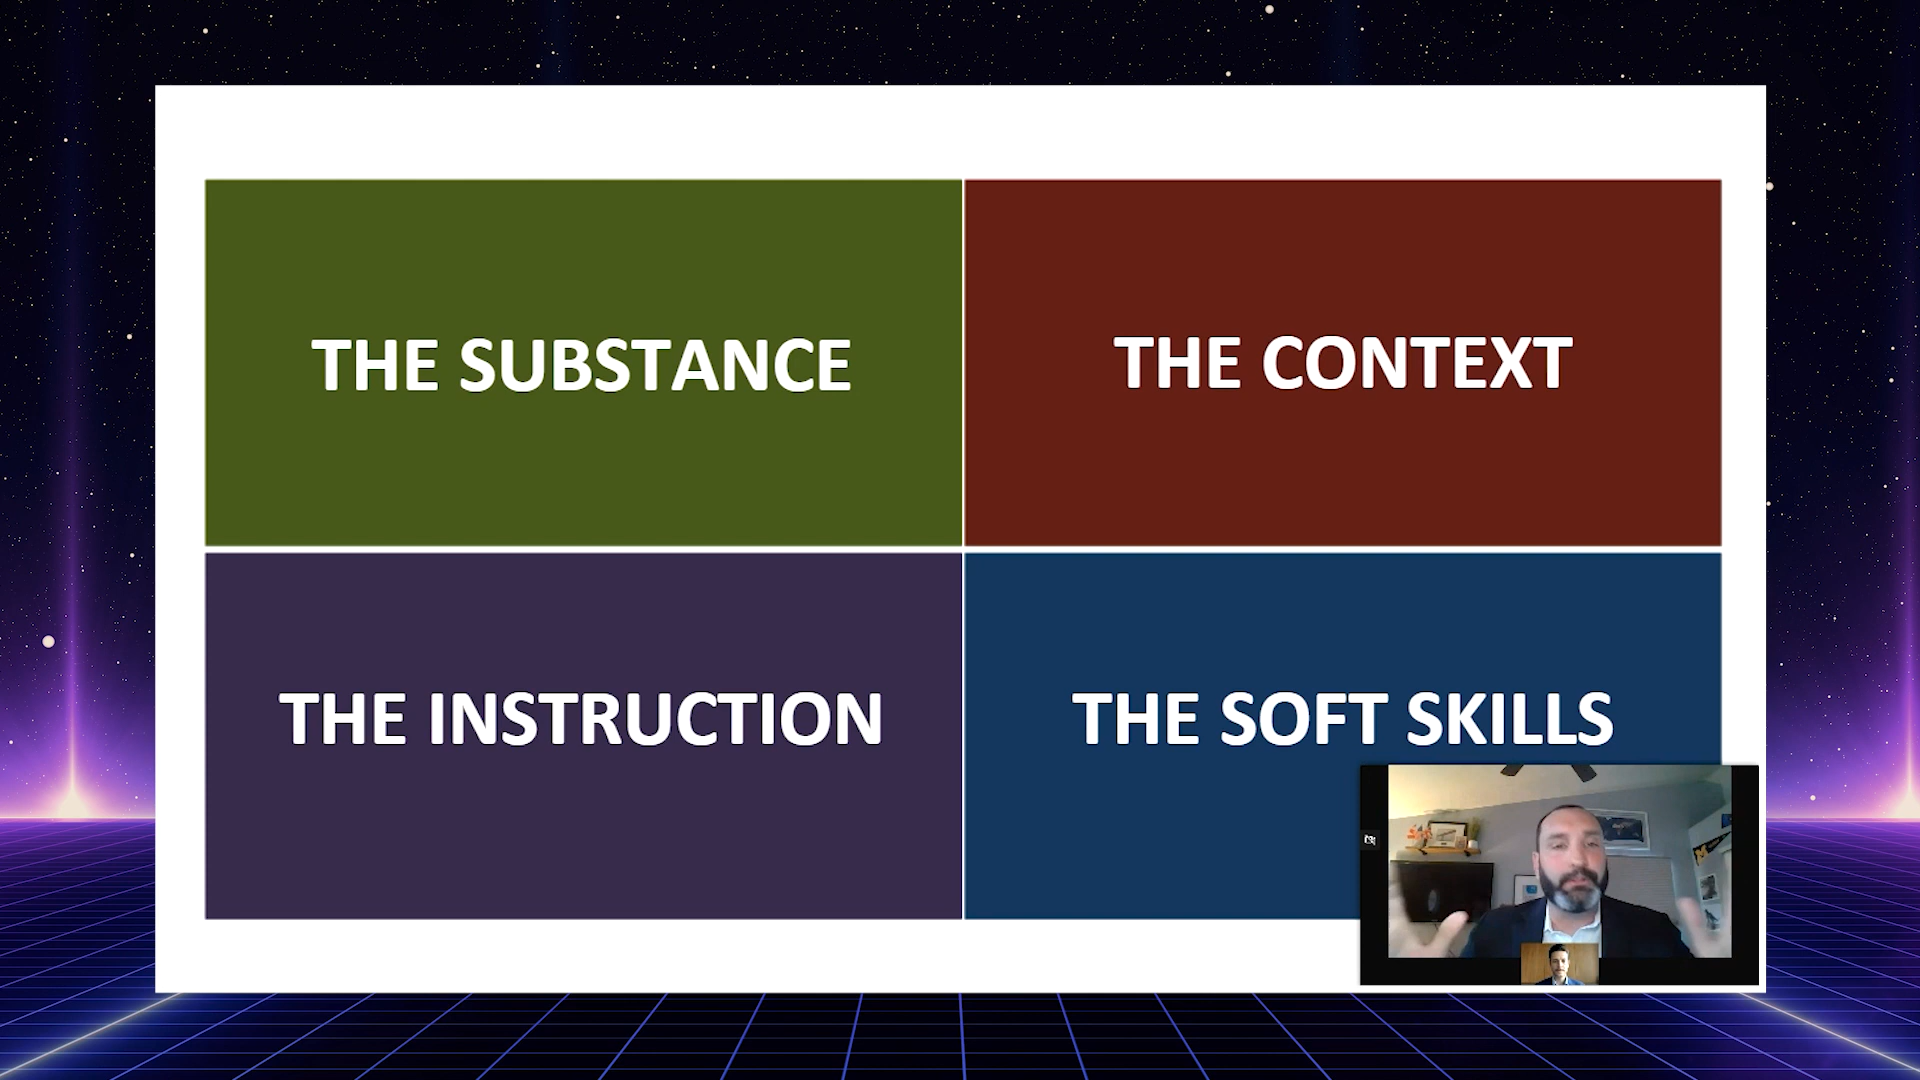 THE SUBSTANCE
THE CONTEXT
THE INSTRUCTION
THE SOFT SKILLS
M